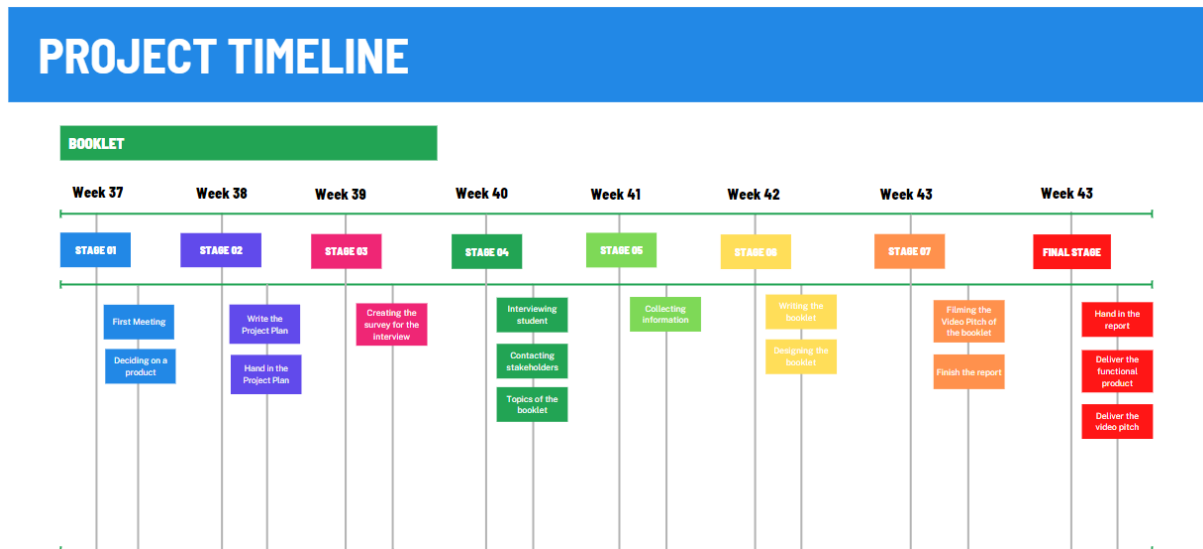 PROJECT TIMELINE
BOOKLET
Week 37
Week 38
Week 39
Week 40
Week 41
Week 42
Week 43
Week 43
STAGE 01
STAGE 02
STAGE 03
STAGE 04
STAGE 05
STAGE 06
STAGE 07
FINAL STAGE
First Meeting
Deciding on a
product
Write the
Project Plan
Hand in the
Project Plan
Creating the
survey for the
interview
Interviewing
student
Contacting
stakeholders
Topics of the
booklet
Collecting
information
Writing the
booklet
Designing the
booklet
Filming the
Video Pitch of
the booklet
Finish the report
Hand in the
report
Deliver the
functional
product
Deliver the
video pitch